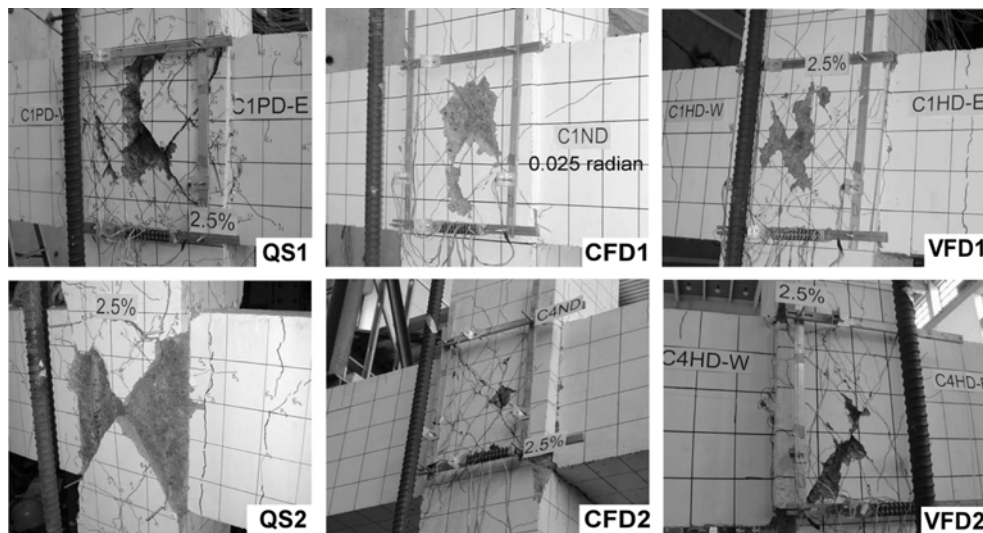 C1PD-W
C1PD-E
2.5%
QS1
C1ND
0.025 radian
CFD1
2.5%
C1HD-W
C1HD-E
VFD1
2.5%
QS2
C4ND
2.5%
CFD2
2.5%
C4HD-W
VFD2